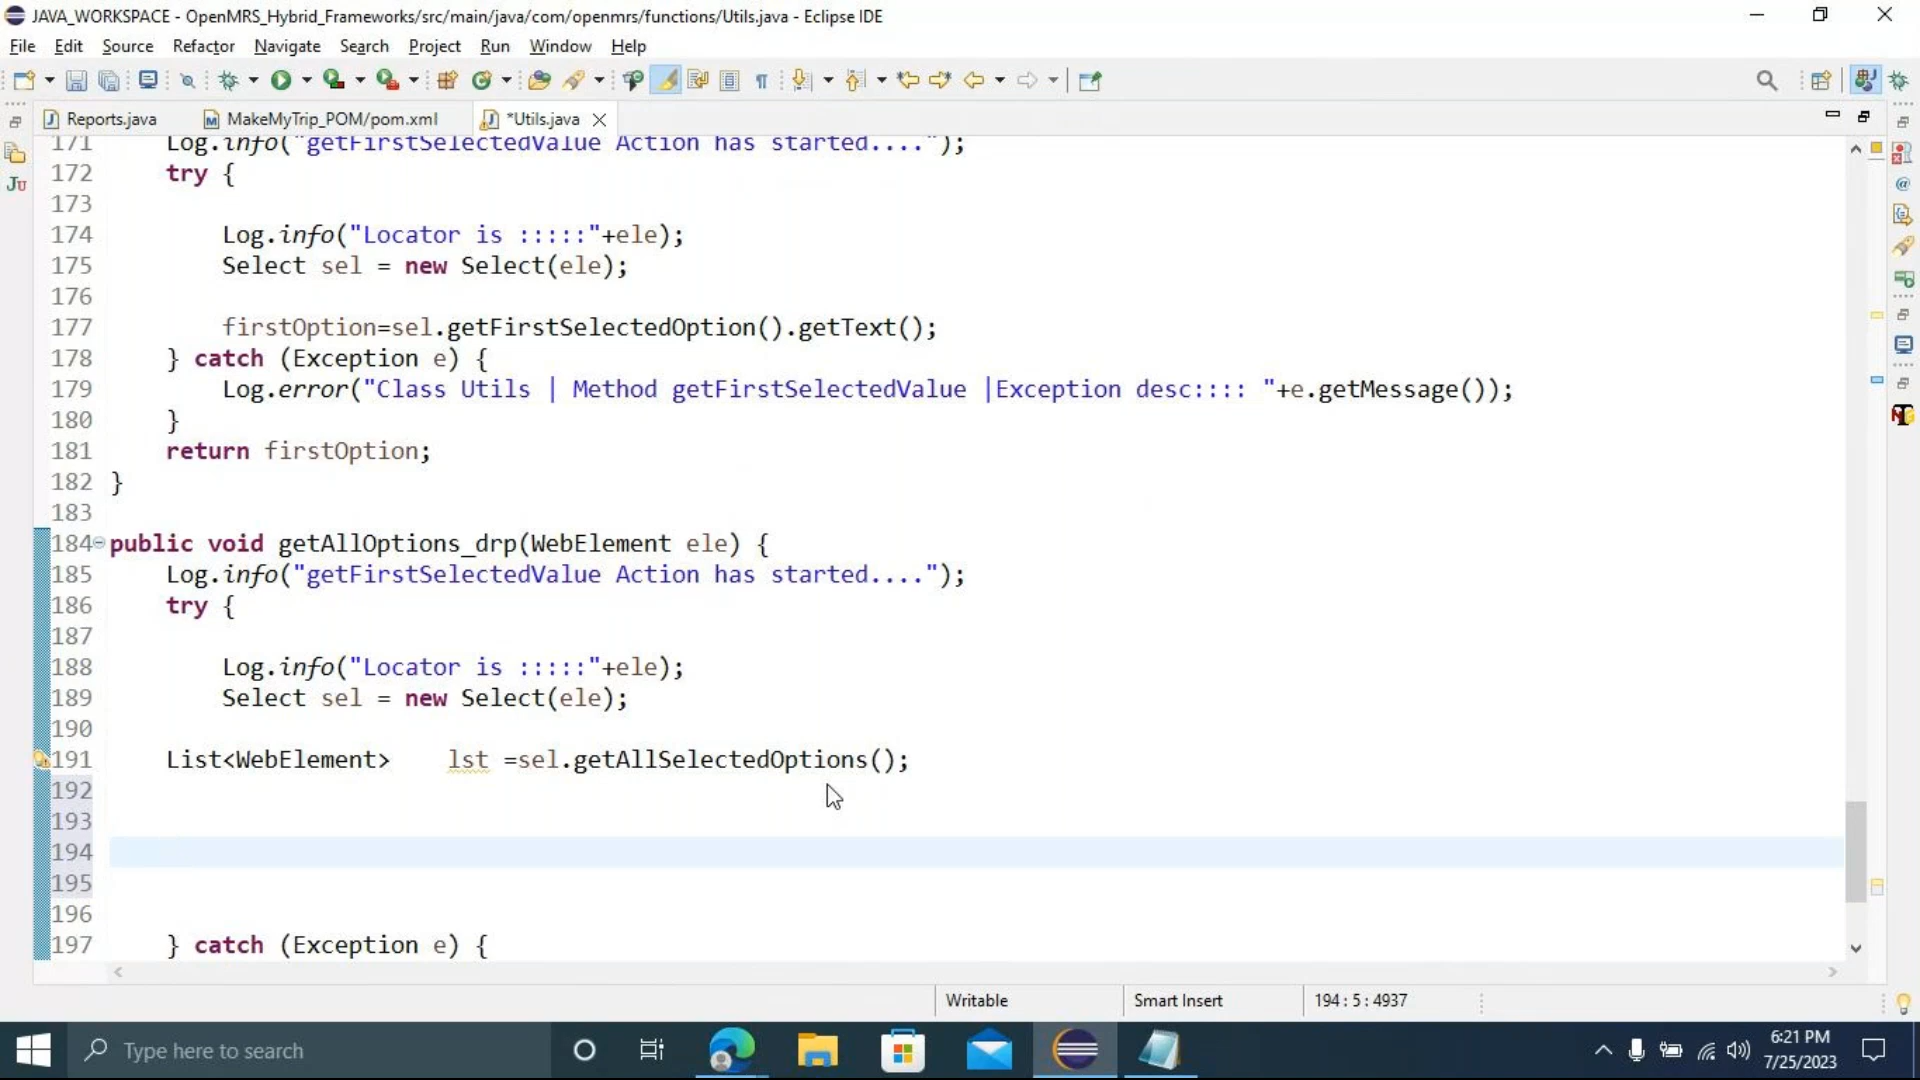 JAVA_WORKSPACE - OpenMRS_Hybrid_Frameworks/src/main/java/com/openmrs/functions/Utils.java - Eclipse IDE
File Edit Source Refactor Navigate Search Project Run Window Help
Reports.java MakeMyTrip_POM/pom.xml *Utils.java
171 Log.info("getFirstSelectedValue Action has started....");
172 try {
173
174 Log.info("Locator is :::::"+ele);
175 Select sel = new Select(ele);
176
177 firstOption=sel.getFirstSelectedOption().getText();
178 } catch (Exception e) {
179 Log.error("Class Utils | Method getFirstSelectedValue |Exception desc:::: "+e.getMessage());
180 }
181 return firstOption;
182 }
183
184 public void getAllOptions_drp(WebElement ele) {
185 Log.info("getFirstSelectedValue Action has started....");
186 try {
187
188 Log.info("Locator is :::::"+ele);
189 Select sel = new Select(ele);
190
191 List<WebElement> lst =sel.getAllSelectedOptions();
192
193
194
195
196
197 } catch (Exception e) {
Writable Smart Insert 194 : 5 : 4937
Type here to search
6:21 PM
7/25/2023